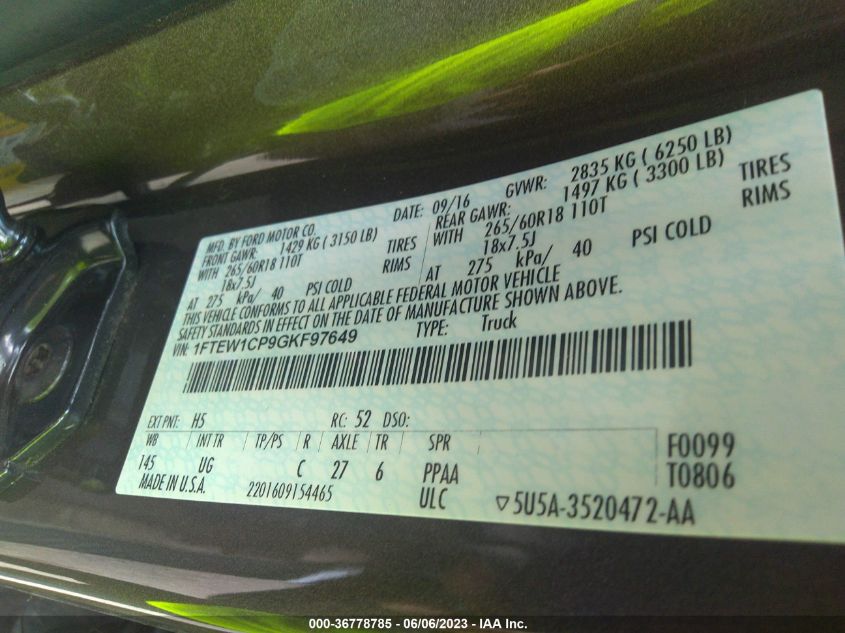 MFD. BY FORD MOTOR CO.
DATE: 09/16 GVWR: 2835 KG ( 6250 LB)
FRONT GAWR: 1429 KG ( 3150 LB)
REAR GAWR: 1497 KG ( 3300 LB)
WITH 265/60R18 110T TIRES
WITH 265/60R18 110T TIRES
18x7.5J RIMS
18x7.5J RIMS
AT 275 kPa/ 40 PSI COLD
AT 275 kPa/ 40 PSI COLD
THIS VEHICLE CONFORMS TO ALL APPLICABLE FEDERAL MOTOR VEHICLE
SAFETY STANDARDS IN EFFECT ON THE DATE OF MANUFACTURE SHOWN ABOVE.
VIN: 1FTEW1CP9GKF97649 TYPE: Truck
EXT PNT: H5 RC: 52 DSO:
WB INT TR TP/PS R AXLE TR SPR F0099
145 UG C 27 6 PPAA T0806
MADE IN U.S.A. 2201609154465 ULC ▽5U5A-3520472-AA
000-36778785 - 06/06/2023 - IAA Inc.